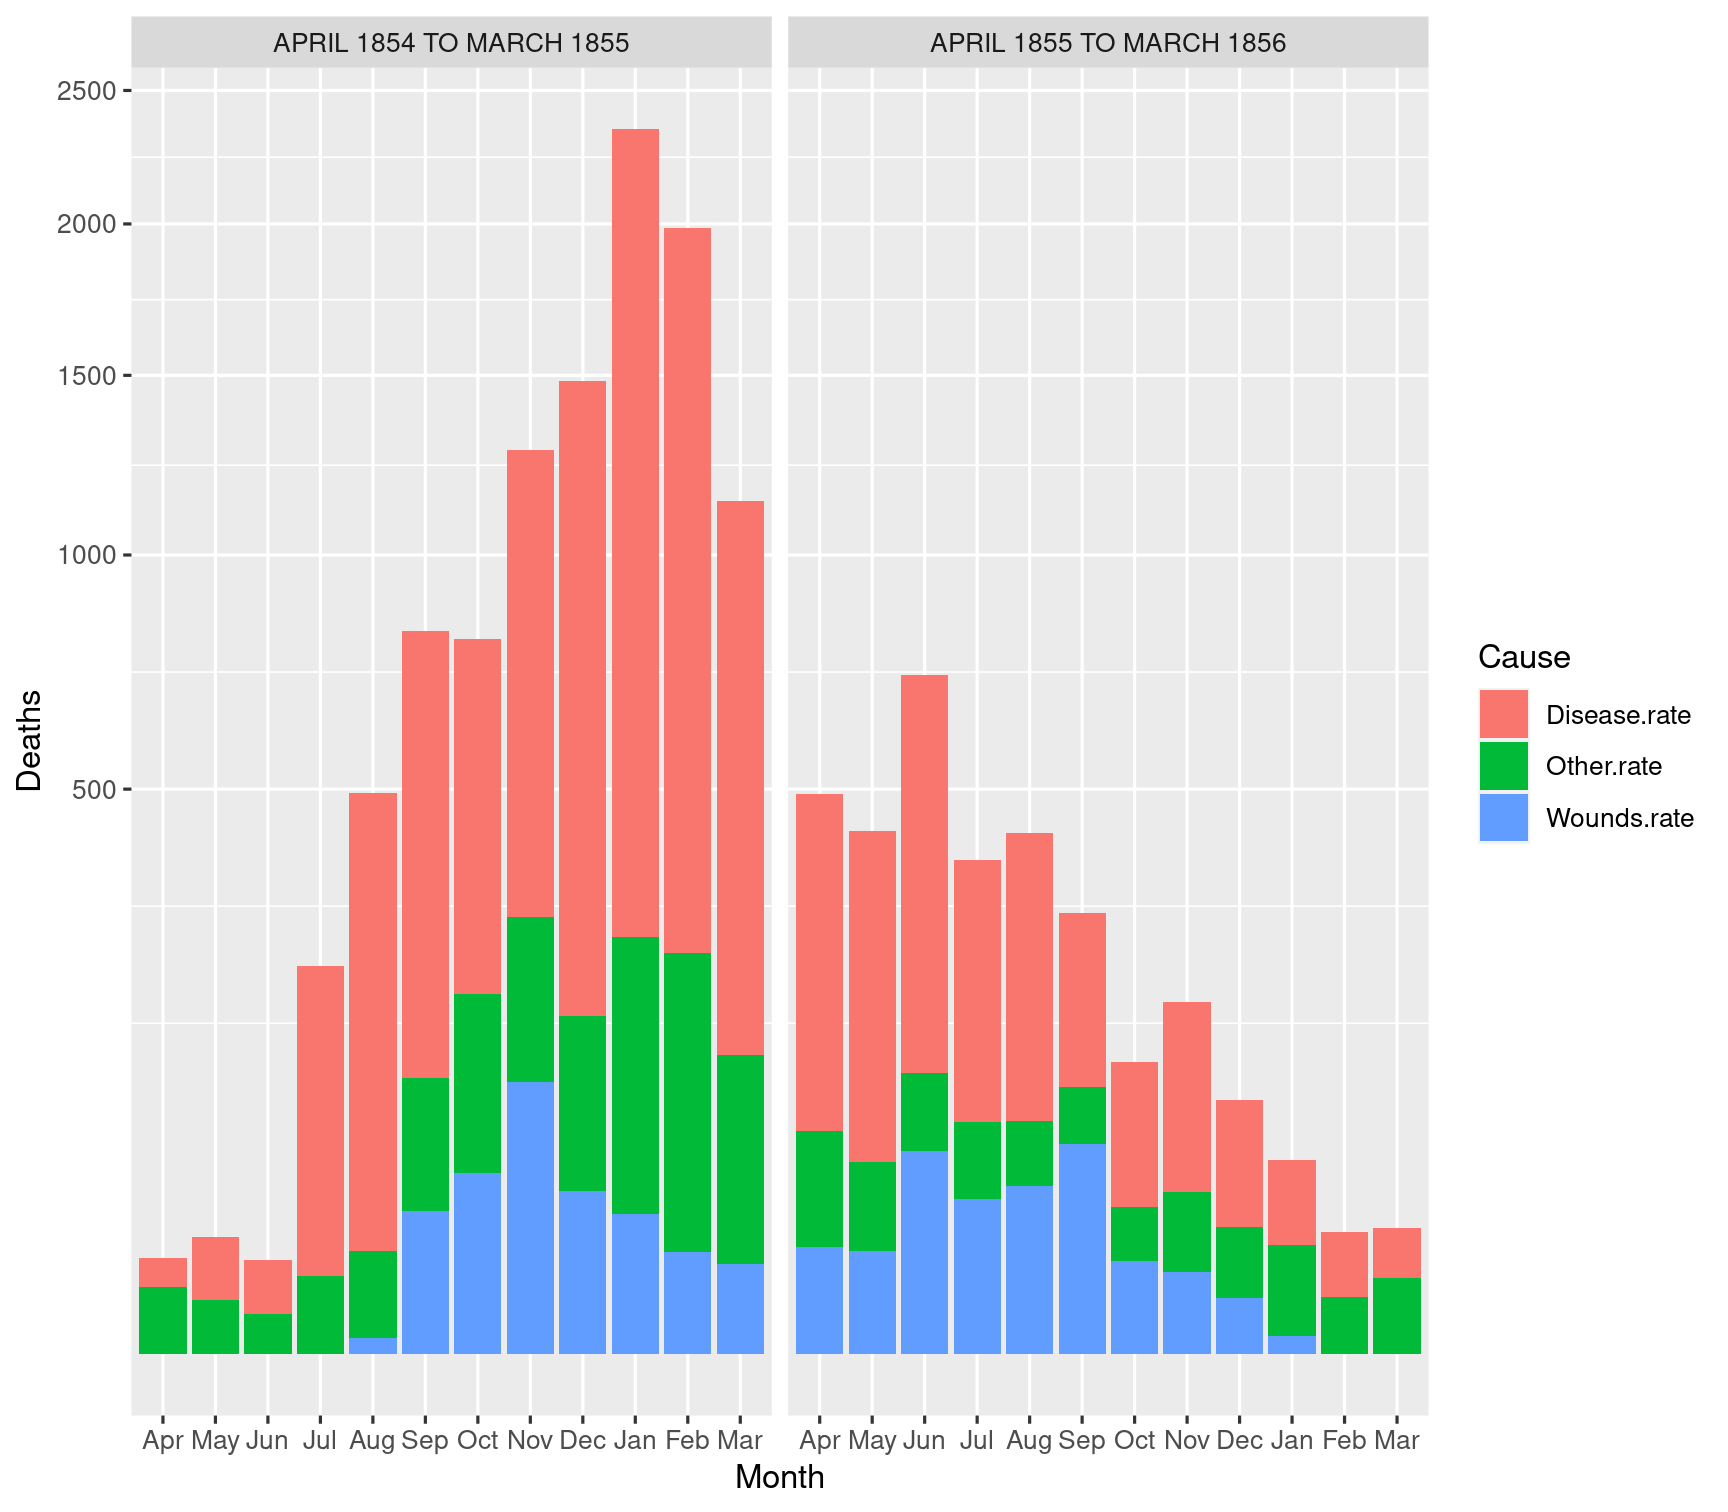 APRIL 1854 TO MARCH 1855
APRIL 1855 TO MARCH 1856
2500
2000
1500
1000
500
Deaths
Apr May Jun Jul Aug Sep Oct Nov Dec Jan Feb Mar
Apr May Jun Jul Aug Sep Oct Nov Dec Jan Feb Mar
Month
Cause
Disease.rate
Other.rate
Wounds.rate